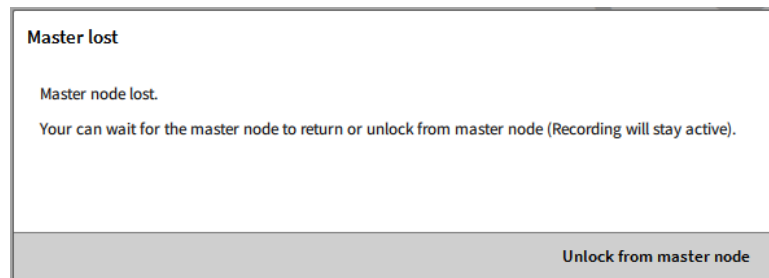 Master lost
Master node lost.
Your can wait for the master node to return or unlock from master node (Recording will stay active).
Unlock from master node